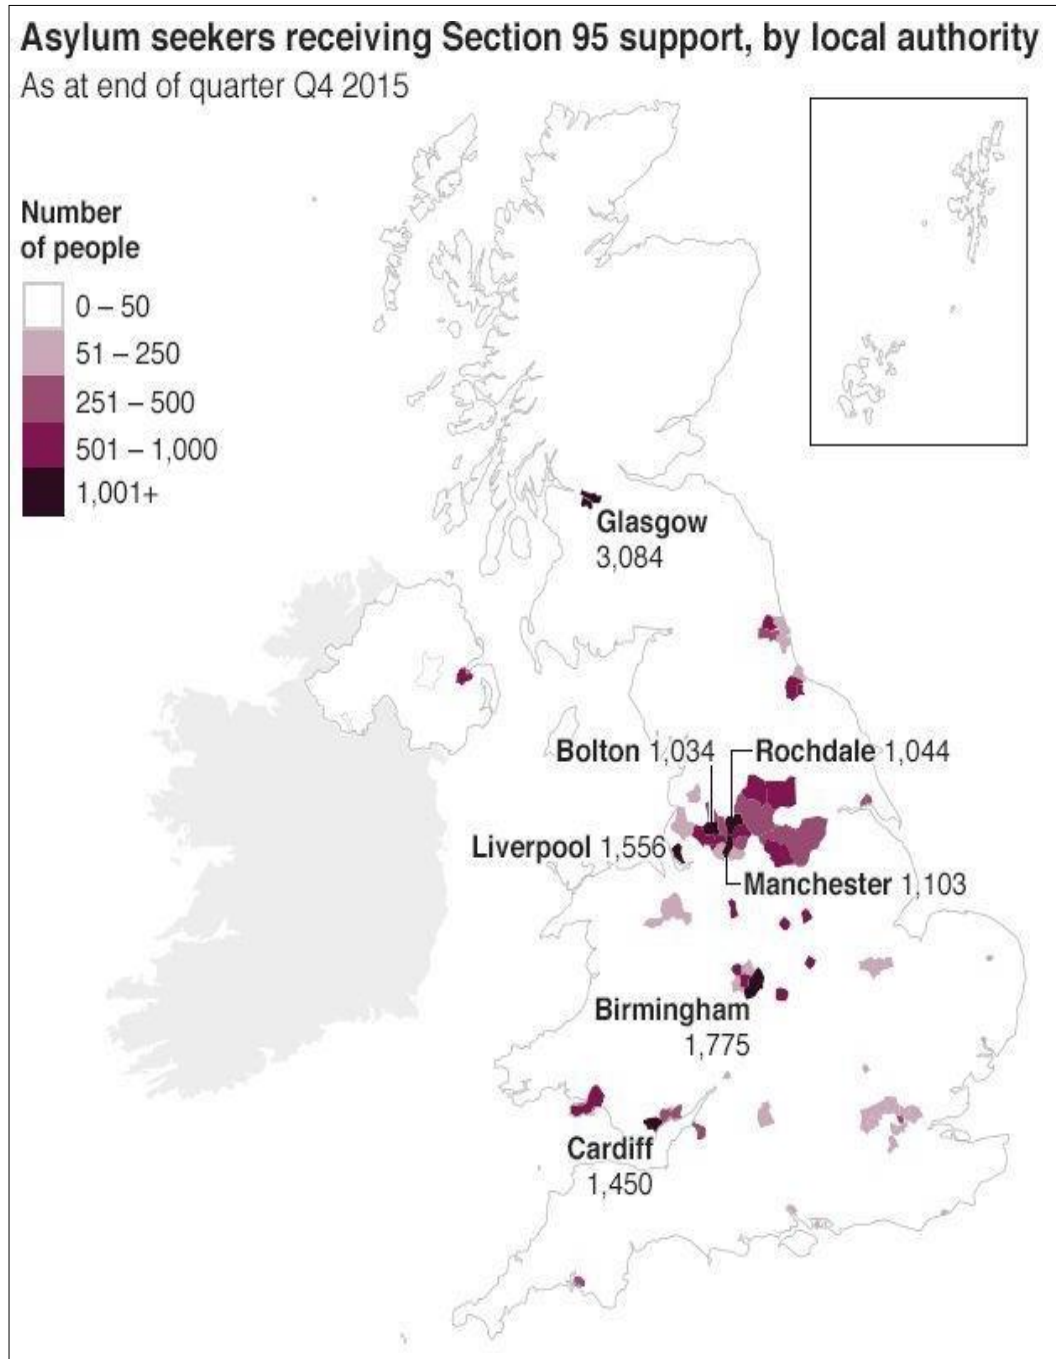 Asylum seekers receiving Section 95 support, by local authority
As at end of quarter Q4 2015
Number
of people
0 – 50
51 – 250
251 – 500
501 – 1,000
1,001+
Glasgow
3,084
Bolton 1,034
Rochdale 1,044
Liverpool 1,556
Manchester 1,103
Birmingham
1,775
Cardiff
1,450